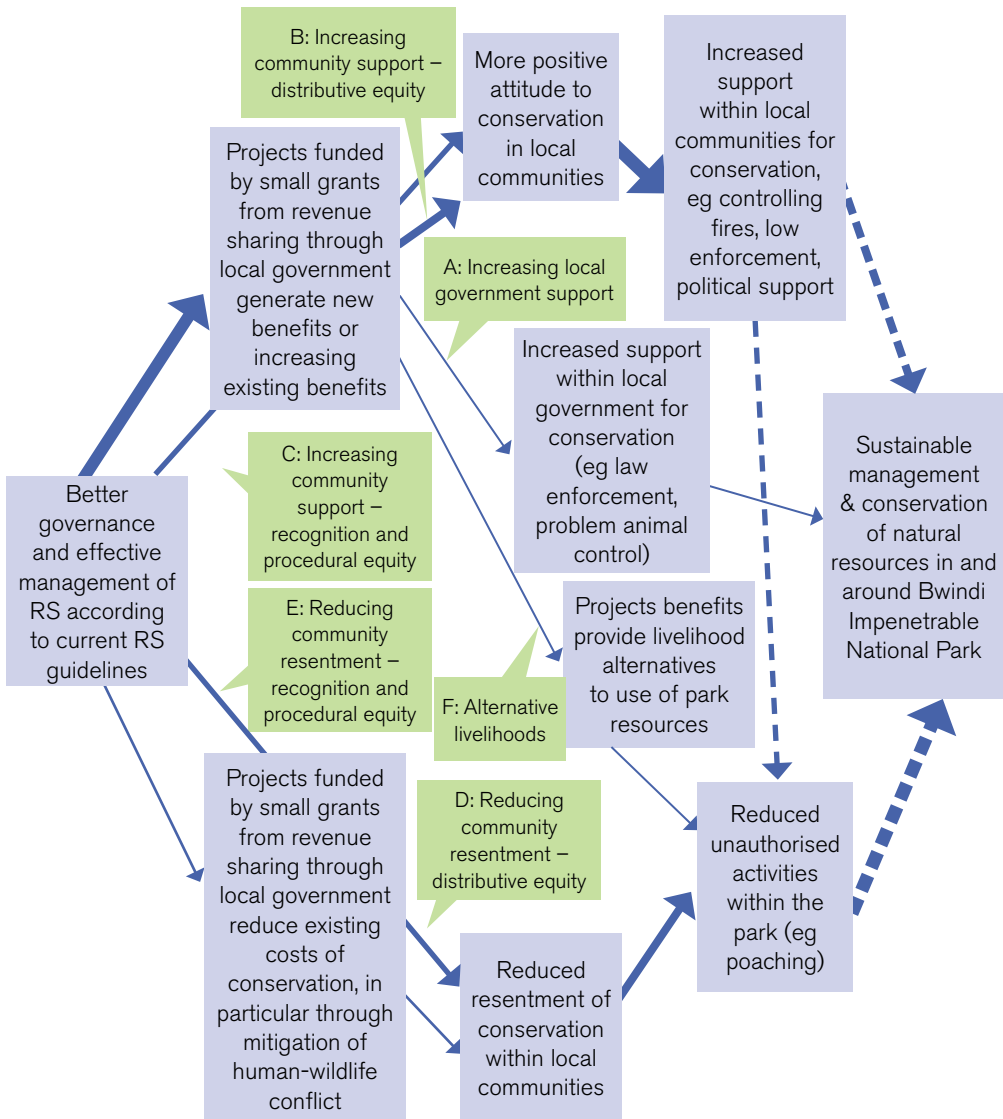 B: Increasing
community support –
distributive equity
More positive
attitude to
conservation
in local
communities
Increased
support
within local
communities for
conservation,
eg controlling
fires, low
enforcement,
political support
Projects funded
by small grants
from revenue
sharing through
local government
generate new
benefits or
increasing
existing benefits
A: Increasing local
government support
Increased support
within local
government for
conservation
(eg law
enforcement,
problem animal
control)
Sustainable
management
& conservation
of natural
resources in and
around Bwindi
Impenetrable
National Park
C: Increasing
community
support –
recognition and
procedural equity
Better
governance
and effective
management of
RS according
to current RS
guidelines
E: Reducing
community
resentment –
recognition and
procedural equity
Projects benefits
provide livelihood
alternatives
to use of park
resources
F: Alternative
livelihoods
Projects funded
by small grants
from revenue
sharing through
local government
reduce existing
costs of
conservation, in
particular through
mitigation of
human-wildlife
conflict
D: Reducing
community
resentment –
distributive equity
Reduced
unauthorised
activities
within the
park (eg
poaching)
Reduced
resentment of
conservation
within local
communities